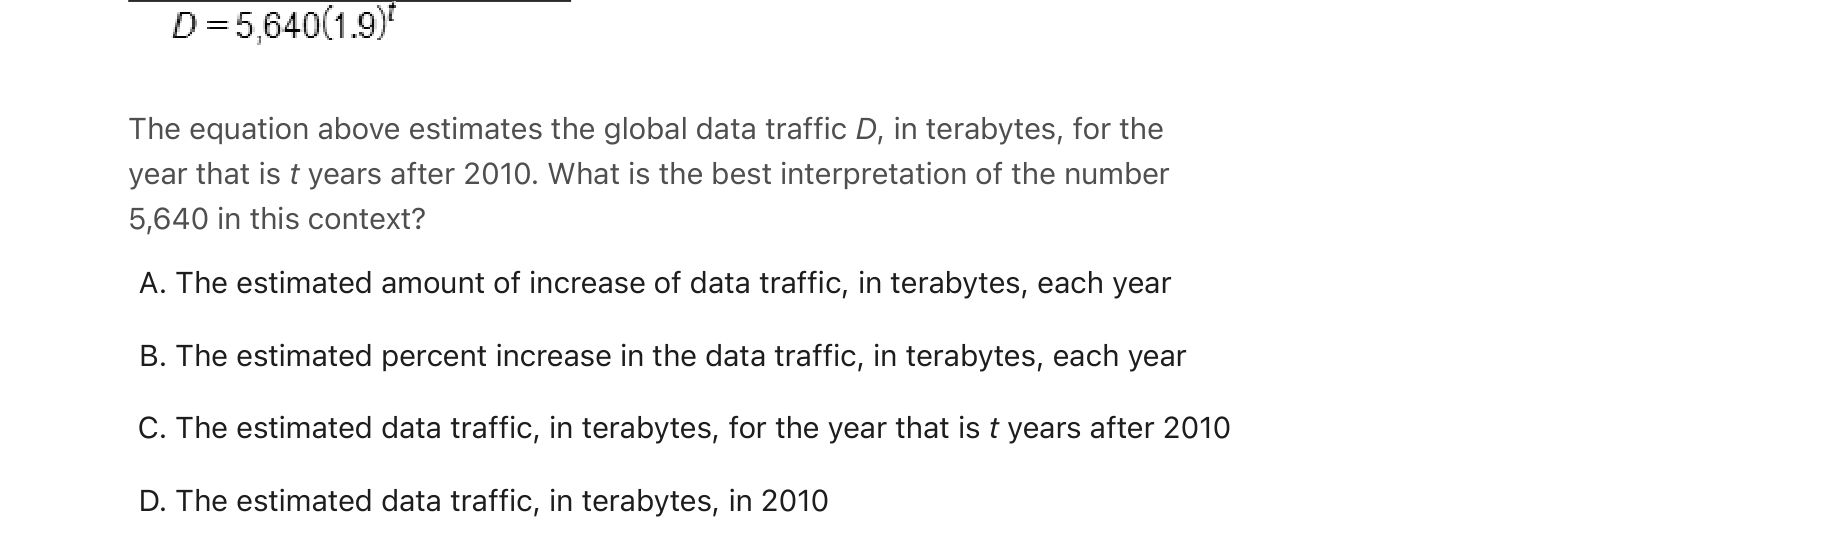 D = 5,640(1.9)^t
The equation above estimates the global data traffic D, in terabytes, for the
year that is t years after 2010. What is the best interpretation of the number
5,640 in this context?
A. The estimated amount of increase of data traffic, in terabytes, each year
B. The estimated percent increase in the data traffic, in terabytes, each year
C. The estimated data traffic, in terabytes, for the year that is t years after 2010
D. The estimated data traffic, in terabytes, in 2010